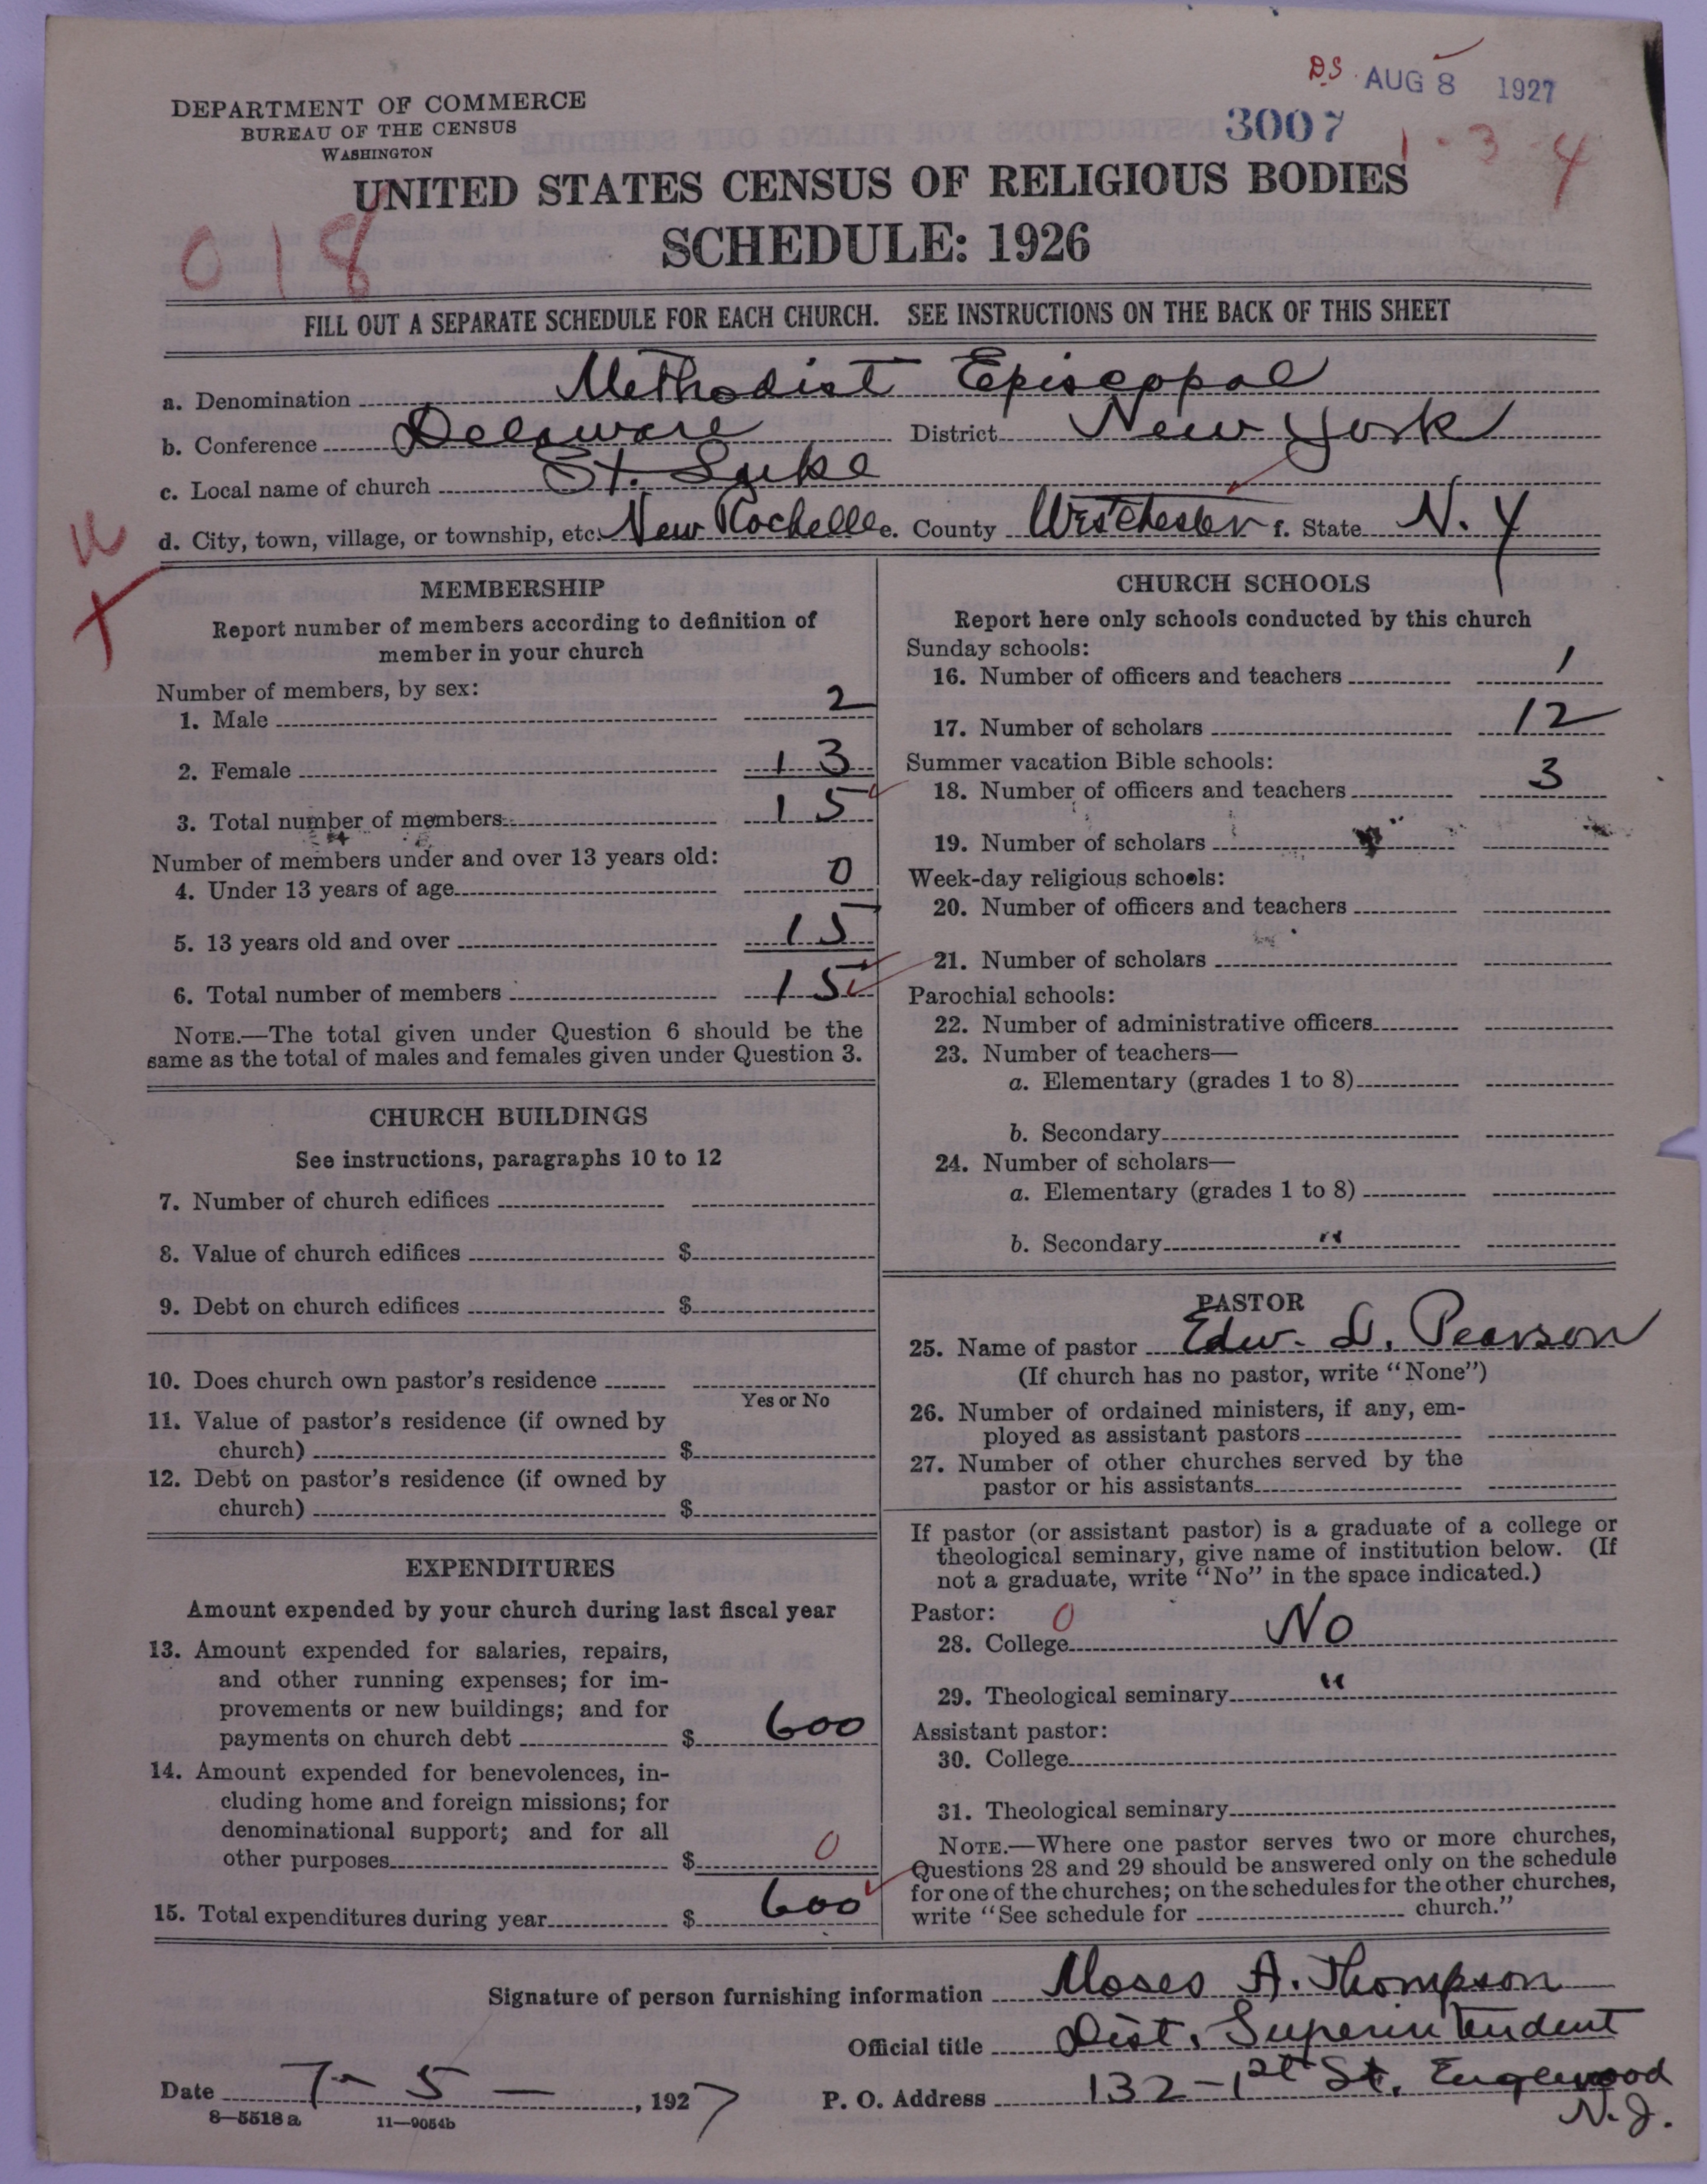 DS. AUG 8 1927
DEPARTMENT OF COMMERCE
BUREAU OF THE CENSUS
WASHINGTON
3007
1-3-4
UNITED STATES CENSUS OF RELIGIOUS BODIES
SCHEDULE: 1926
018
FILL OUT A SEPARATE SCHEDULE FOR EACH CHURCH. SEE INSTRUCTIONS ON THE BACK OF THIS SHEET
a. Denomination Methodist Episcopal
b. Conference Delaware District New York
c. Local name of church St. Luke
d. City, town, village, or township, etc. New Rochelle e. County Westchester f. State N. Y
MEMBERSHIP
Report number of members according to definition of
member in your church
Number of members, by sex:
1. Male 2
2. Female 13
3. Total number of members 15
Number of members under and over 13 years old:
4. Under 13 years of age 0
5. 13 years old and over 15
6. Total number of members 15
NOTE.—The total given under Question 6 should be the
same as the total of males and females given under Question 3.
CHURCH BUILDINGS
See instructions, paragraphs 10 to 12
7. Number of church edifices
8. Value of church edifices $
9. Debt on church edifices $
10. Does church own pastor's residence
Yes or No
11. Value of pastor's residence (if owned by
church) $
12. Debt on pastor's residence (if owned by
church) $
EXPENDITURES
Amount expended by your church during last fiscal year
13. Amount expended for salaries, repairs,
and other running expenses; for im-
provements or new buildings; and for
payments on church debt $ 600
14. Amount expended for benevolences, in-
cluding home and foreign missions; for
denominational support; and for all
other purposes $ 0
15. Total expenditures during year $ 600
CHURCH SCHOOLS
Report here only schools conducted by this church
Sunday schools:
16. Number of officers and teachers 1
17. Number of scholars 12
Summer vacation Bible schools:
18. Number of officers and teachers 3
19. Number of scholars
Week-day religious schools:
20. Number of officers and teachers
21. Number of scholars
Parochial schools:
22. Number of administrative officers
23. Number of teachers—
a. Elementary (grades 1 to 8)
b. Secondary
24. Number of scholars—
a. Elementary (grades 1 to 8)
b. Secondary "
PASTOR
25. Name of pastor Edw. D. Pearson
(If church has no pastor, write "None")
26. Number of ordained ministers, if any, em-
ployed as assistant pastors
27. Number of other churches served by the
pastor or his assistants
If pastor (or assistant pastor) is a graduate of a college or
theological seminary, give name of institution below. (If
not a graduate, write "No" in the space indicated.)
Pastor: 0
28. College No
29. Theological seminary "
Assistant pastor:
30. College
31. Theological seminary
NOTE.—Where one pastor serves two or more churches,
Questions 28 and 29 should be answered only on the schedule
for one of the churches; on the schedules for the other churches,
write "See schedule for church."
Signature of person furnishing information Moses A. Thompson
Official title Dist. Superintendent
Date 7-5-, 1927 P. O. Address 132-1st St. Englewood
N.J.
8—5518 a 11—9054b